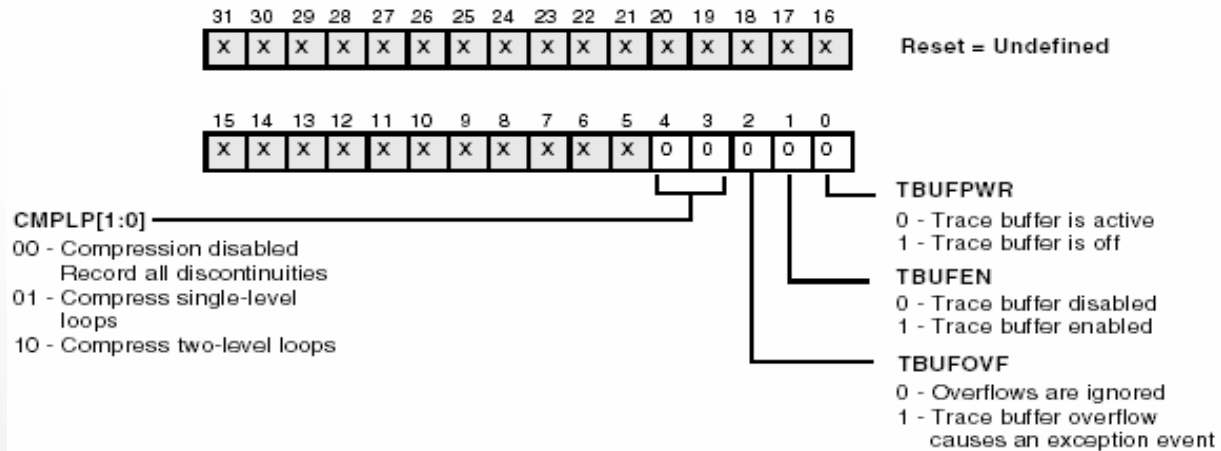 31 30 29 28 27 26 25 24 23 22 21 20 19 18 17 16
X X X X X X X X X X X X X X X X
Reset = Undefined
15 14 13 12 11 10 9 8 7 6 5 4 3 2 1 0
X X X X X X X X X X X 0 0 0 0 0
CMPLP[1:0]
00 - Compression disabled
Record all discontinuities
01 - Compress single-level
loops
10 - Compress two-level loops
TBUFPWR
0 - Trace buffer is active
1 - Trace buffer is off
TBUFEN
0 - Trace buffer disabled
1 - Trace buffer enabled
TBUFOVF
0 - Overflows are ignored
1 - Trace buffer overflow
causes an exception event